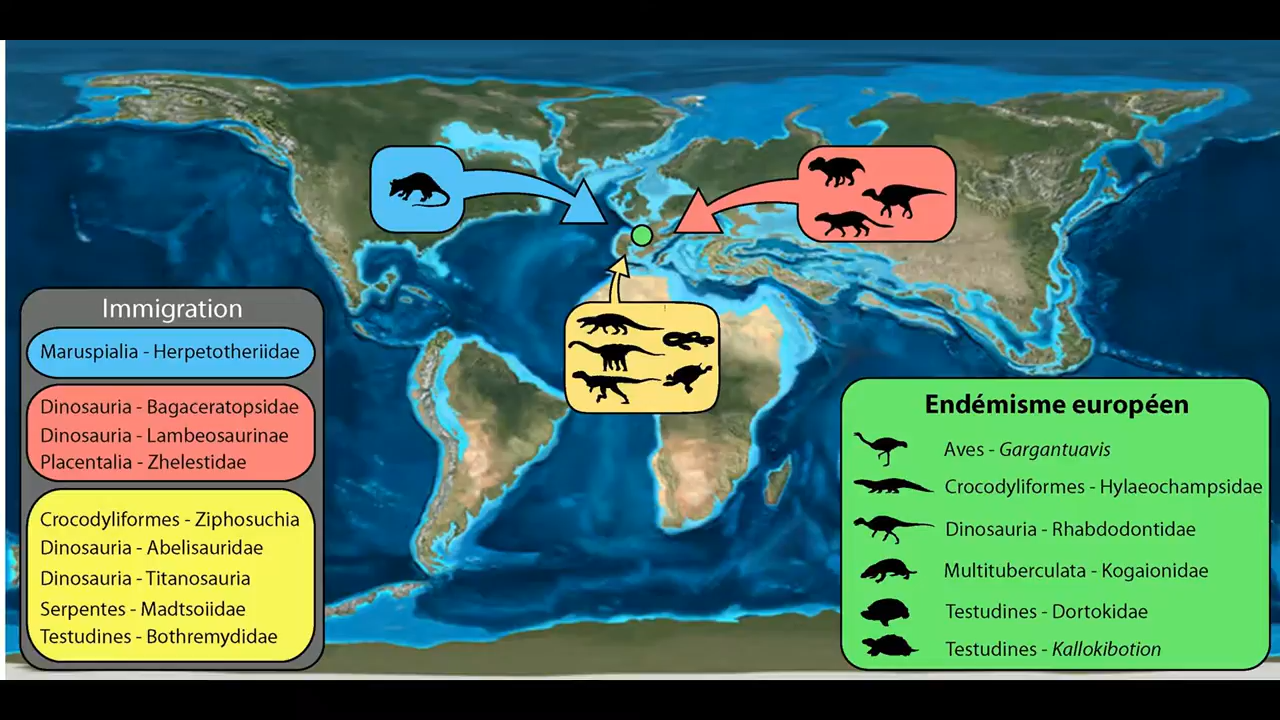 Immigration
Maruspialia - Herpetotheriidae
Dinosauria - Bagaceratopsidae
Dinosauria - Lambeosaurinae
Placentalia - Zhelestidae
Crocodyliformes - Ziphosuchia
Dinosauria - Abelisauridae
Dinosauria - Titanosauria
Serpentes - Madtsoiidae
Testudines - Bothremydidae
Endémisme européen
Aves - Gargantuavis
Crocodyliformes - Hylaeochampsidae
Dinosauria - Rhabdodontidae
Multituberculata - Kogaionidae
Testudines - Dortokidae
Testudines - Kallokibotion